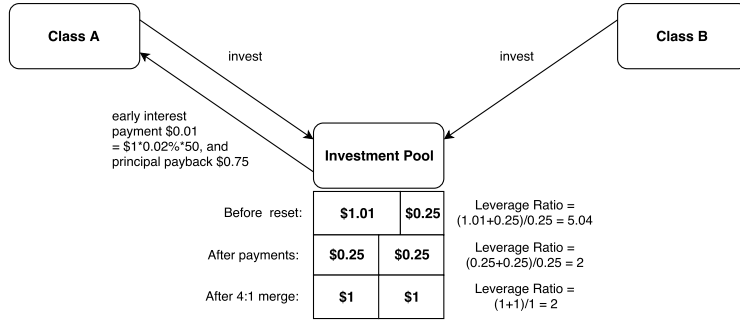 Class A
Class B
invest
invest
early interest
payment $0.01
= $1*0.02%*50, and
principal payback $0.75
Investment Pool
Before reset:
$1.01
$0.25
Leverage Ratio =
(1.01+0.25)/0.25 = 5.04
After payments:
$0.25
$0.25
Leverage Ratio =
(0.25+0.25)/0.25 = 2
After 4:1 merge:
$1
$1
Leverage Ratio =
(1+1)/1 = 2